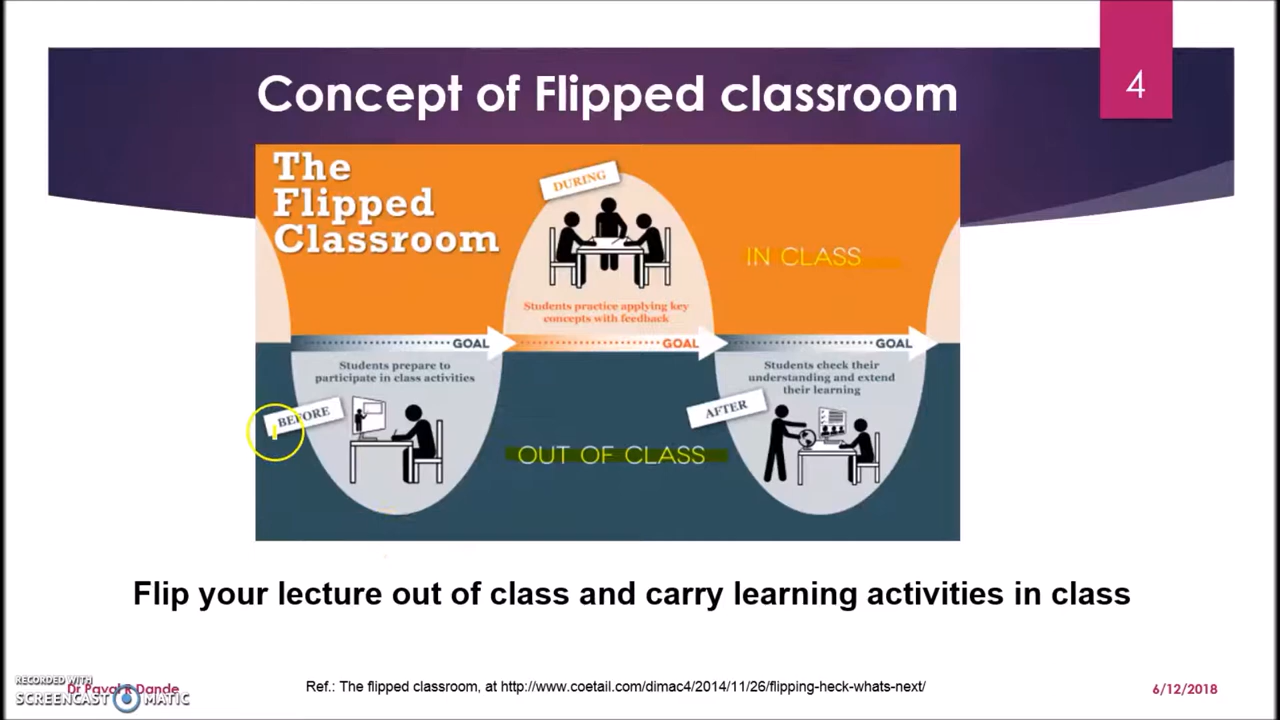 4
Concept of Flipped classroom
The
Flipped
Classroom
DURING
IN CLASS
Students practice applying key
concepts with feedback
GOAL
GOAL
GOAL
Students prepare to
participate in class activities
Students check their
understanding and extend
their learning
BEFORE
AFTER
OUT OF CLASS
Flip your lecture out of class and carry learning activities in class
RECORDED WITH
SCREENCAST MATIC
Dr Paval R Dande
Ref.: The flipped classroom, at http://www.coetail.com/dimac4/2014/11/26/flipping-heck-whats-next/
6/12/2018